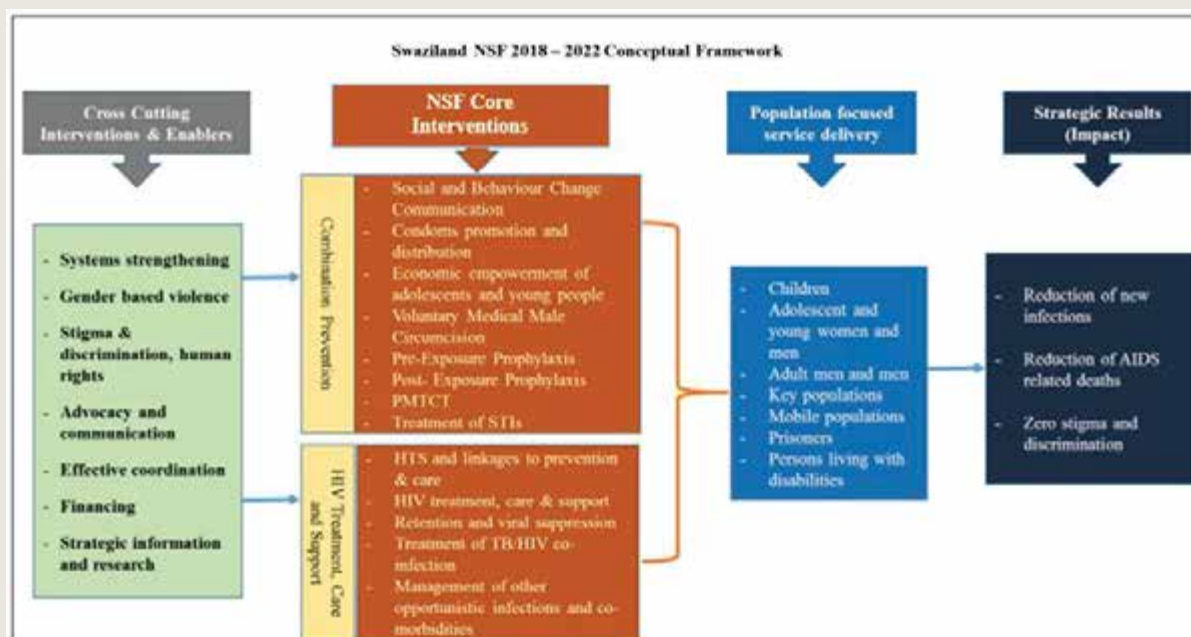 Swaziland NSF 2018 – 2022 Conceptual Framework
Cross Cutting
Interventions & Enablers
- Systems strengthening
- Gender based violence
- Stigma &
discrimination, human
rights
- Advocacy and
communication
- Effective coordination
- Financing
- Strategic information
and research
NSF Core
Interventions
Combination Prevention
- Social and Behaviour Change
Communication
- Condoms promotion and
distribution
- Economic empowerment of
adolescents and young people
- Voluntary Medical Male
Circumcision
- Pre-Exposure Prophylaxis
- Post- Exposure Prophylaxis
- PMTCT
- Treatment of STIs
HIV Treatment, Care
and Support
- HTS and linkages to prevention
& care
- HIV treatment, care & support
- Retention and viral suppression
- Treatment of TB/HIV co-
infection
- Management of other
opportunistic infections and co-
morbidities
Population focused
service delivery
- Children
- Adolescent and
young women and
men
- Adult men and men
- Key populations
- Mobile populations
- Prisoners
- Persons living with
disabilities
Strategic Results
(Impact)
- Reduction of new
infections
- Reduction of AIDS
related deaths
- Zero stigma and
discrimination